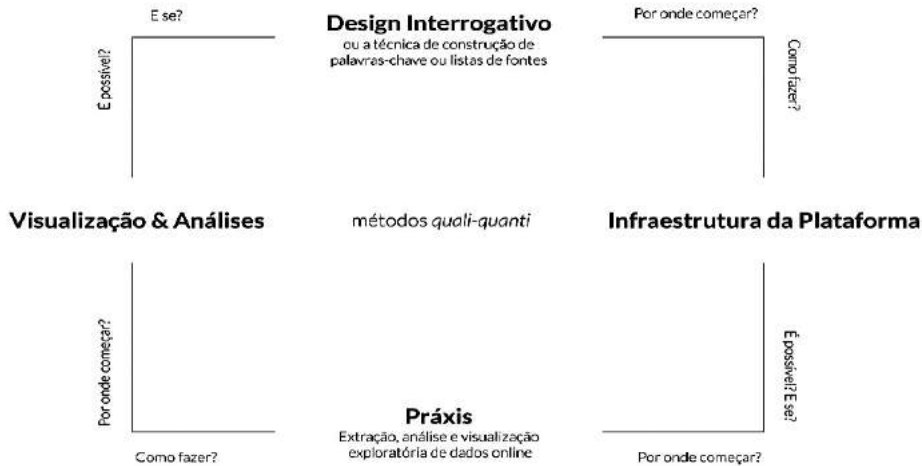 E se?
Design Interrogativo
ou a técnica de construção de
palavras-chave ou listas de fontes
Por onde começar?
É possível?
Como fazer?
Visualização & Análises
métodos quali-quanti
Infraestrutura da Plataforma
Por onde começar?
É possível? E se?
Práxis
Extração, análise e visualização
exploratória de dados online
Como fazer?
Por onde começar?